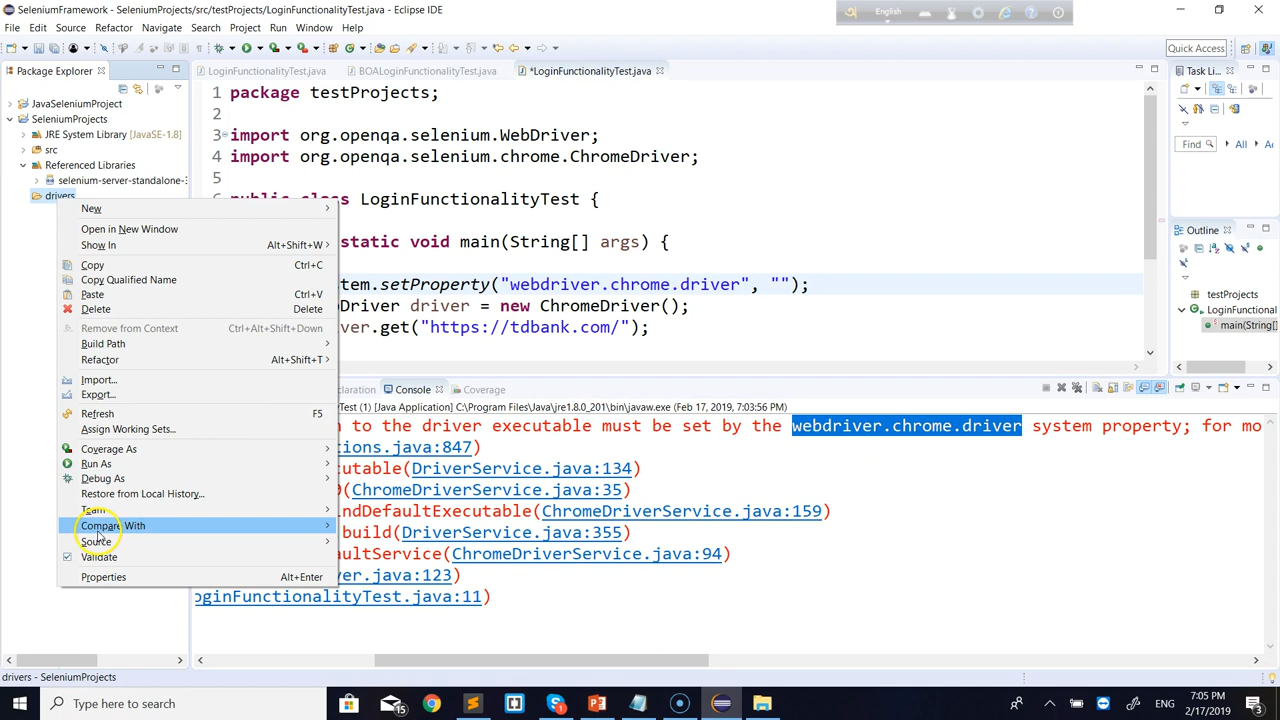 SeleniumFramework - SeleniumProjects/src/testProjects/LoginFunctionalityTest.java - Eclipse IDE
English
File Edit Source Refactor Navigate Search Project Run Window Help
Quick Access
Package Explorer
LoginFunctionalityTest.java
BOALoginFunctionalityTest.java
*LoginFunctionalityTest.java
Task Li...
JavaSeleniumProject
SeleniumProjects
JRE System Library [JavaSE-1.8]
src
Referenced Libraries
selenium-server-standalone-
drivers
1 package testProjects;
2
3 import org.openqa.selenium.WebDriver;
4 import org.openqa.selenium.chrome.ChromeDriver;
5
class LoginFunctionalityTest {
static void main(String[] args) {
tem.setProperty("webdriver.chrome.driver", "");
Driver driver = new ChromeDriver();
ver.get("https://tdbank.com/");
Find
All
Outline
testProjects
LoginFunctional
main(String[]
New
Open in New Window
Show In Alt+Shift+W
Copy Ctrl+C
Copy Qualified Name
Paste Ctrl+V
Delete Delete
Remove from Context Ctrl+Alt+Shift+Down
Build Path
Refactor Alt+Shift+T
Import...
Export...
Refresh F5
Assign Working Sets...
Coverage As
Run As
Debug As
Restore from Local History...
Team
Compare With
Source
Validate
Properties Alt+Enter
claration Console Coverage
Test (1) [Java Application] C:\Program Files\Java\jre1.8.0_201\bin\javaw.exe (Feb 17, 2019, 7:03:56 PM)
to the driver executable must be set by the webdriver.chrome.driver system property; for mo
ions.java:847)
cutable(DriverService.java:134)
(ChromeDriverService.java:35)
indDefaultExecutable(ChromeDriverService.java:159)
build(DriverService.java:355)
aultService(ChromeDriverService.java:94)
ver.java:123)
oginFunctionalityTest.java:11)
drivers - SeleniumProjects
Type here to search
15
ENG
7:05 PM
2/17/2019
3